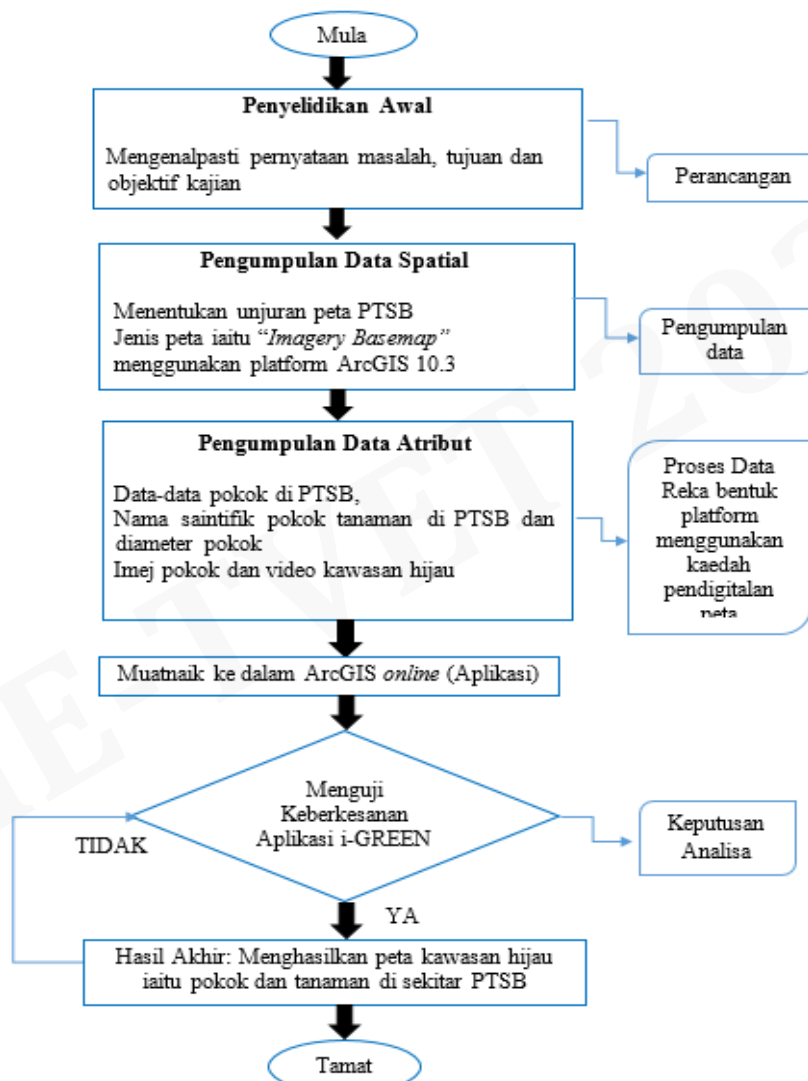 Mula
Penyelidikan Awal
Mengenalpasti pernyataan masalah, tujuan dan
objektif kajian
Perancangan
Pengumpulan Data Spatial
Menentukan unjuran peta PTSB
Jenis peta iaitu “Imagery Basemap”
menggunakan platform ArcGIS 10.3
Pengumpulan
data
Pengumpulan Data Atribut
Data-data pokok di PTSB,
Nama saintifik pokok tanaman di PTSB dan
diameter pokok
Imej pokok dan video kawasan hijau
Proses Data
Reka bentuk
platform
menggunakan
kaedah
pendigitalan
peta
Muatnaik ke dalam ArcGIS online (Aplikasi)
Menguji
Keberkesanan
Aplikasi i-GREEN
TIDAK
Keputusan
Analisa
YA
Hasil Akhir: Menghasilkan peta kawasan hijau
iaitu pokok dan tanaman di sekitar PTSB
Tamat